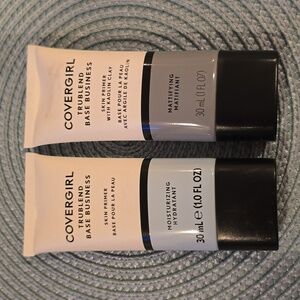 COVERGIRL
TRUBLEND
BASE BUSINESS
SKIN PRIMER
WITH KAOLIN CLAY
BASE POUR LA PEAU
AVEC ARGILE DE KAOLIN
MATTIFYING
MATIFIANT
30 mL (1 FL OZ)
COVERGIRL
TRUBLEND
BASE BUSINESS
SKIN PRIMER
BASE POUR LA PEAU
MOISTURIZING
HYDRATANT
30 mL e (1.0 FL OZ)